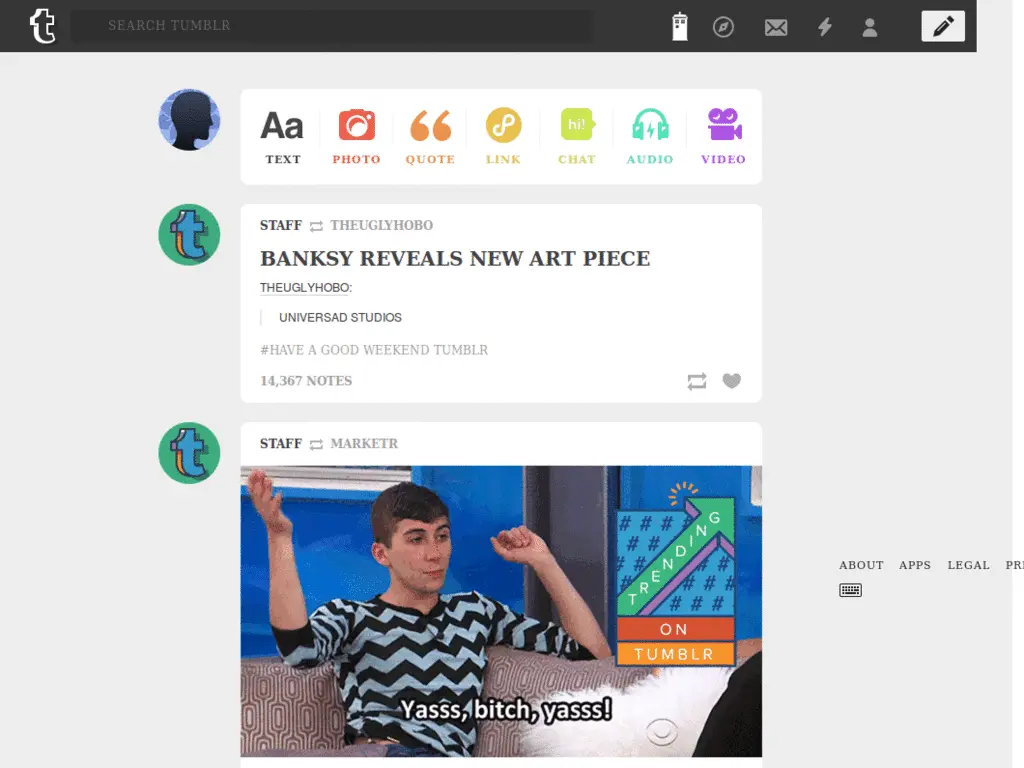 SEARCH TUMBLR
Aa
hi!
TEXT PHOTO QUOTE LINK CHAT AUDIO VIDEO
STAFF THEUGLYHOBO
BANKSY REVEALS NEW ART PIECE
THEUGLYHOBO:
UNIVERSAD STUDIOS
#HAVE A GOOD WEEKEND TUMBLR
14,367 NOTES
STAFF MARKETR
TRENDING
ON
TUMBLR
Yasss, bitch, yasss!
ABOUT APPS LEGAL PRI